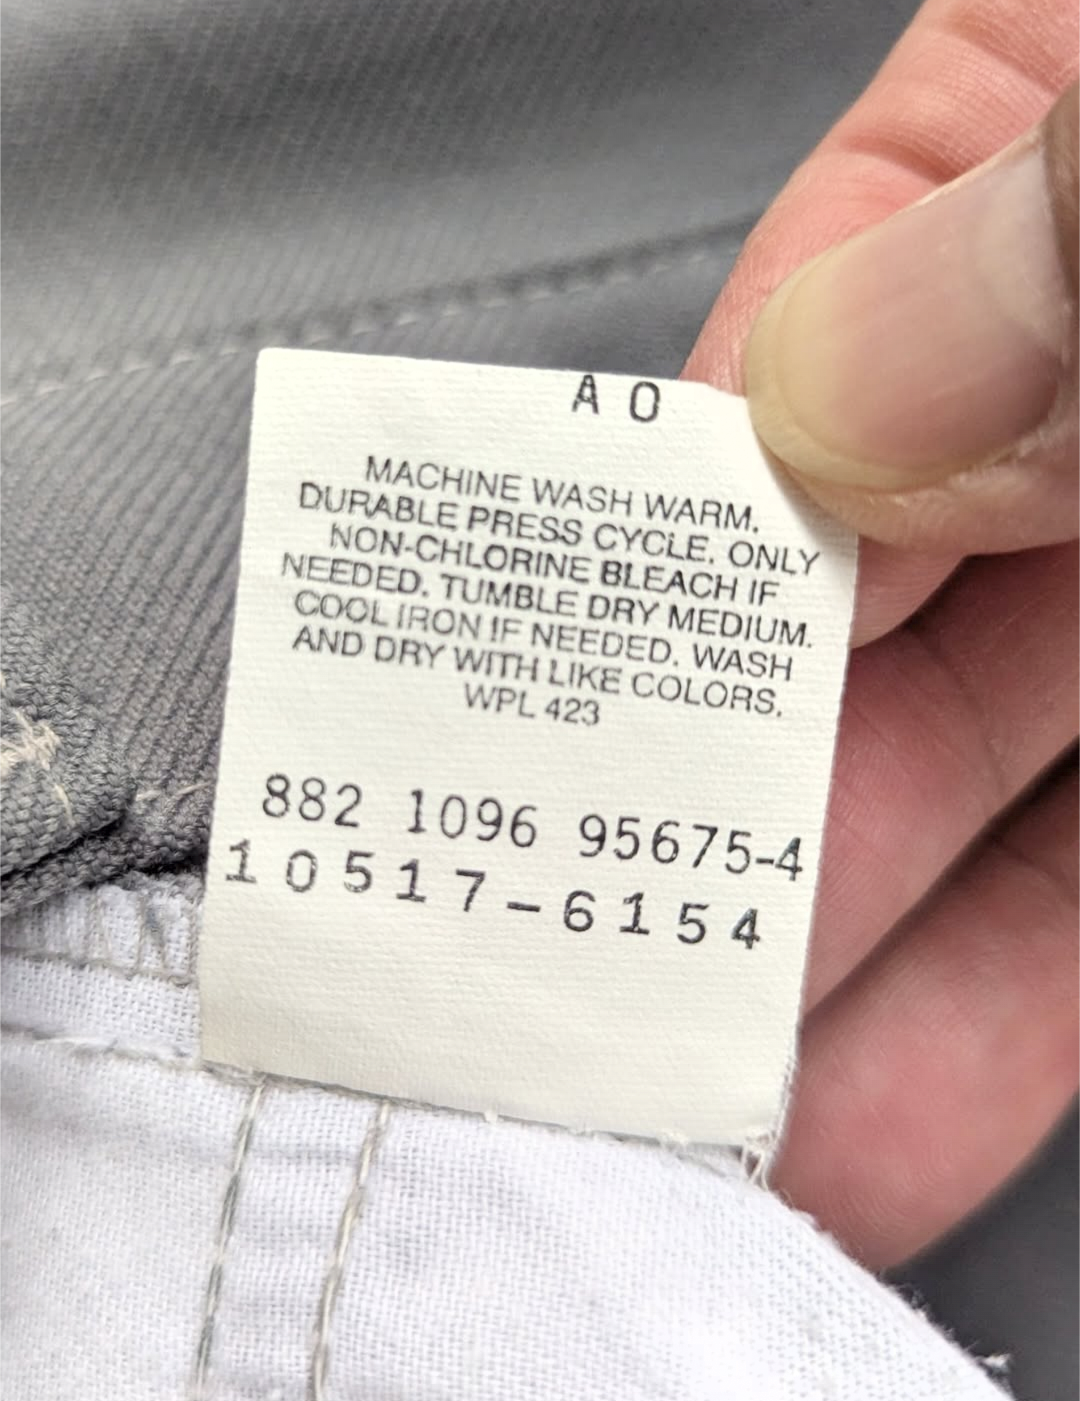 A 0
MACHINE WASH WARM.
DURABLE PRESS CYCLE. ONLY
NON-CHLORINE BLEACH IF
NEEDED. TUMBLE DRY MEDIUM.
COOL IRON IF NEEDED. WASH
AND DRY WITH LIKE COLORS.
WPL 423
882 1096 95675-4
10517-6154